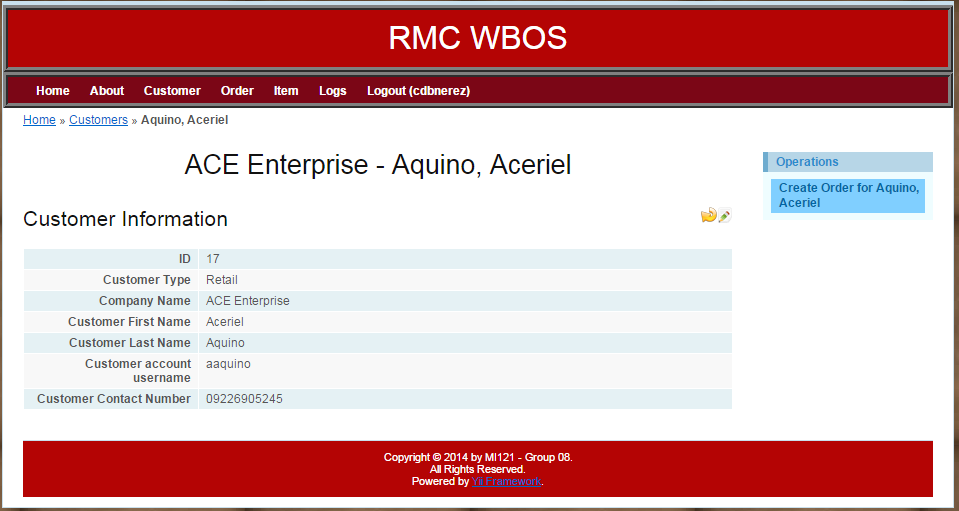 RMC WBOS
Home About Customer Order Item Logs Logout (cdbnerez)
Home » Customers » Aquino, Aceriel
ACE Enterprise - Aquino, Aceriel
Operations
Create Order for Aquino,
Aceriel
Customer Information
ID 17
Customer Type Retail
Company Name ACE Enterprise
Customer First Name Aceriel
Customer Last Name Aquino
Customer account aaquino
username
Customer Contact Number 09226905245
Copyright © 2014 by MI121 - Group 08.
All Rights Reserved.
Powered by Yii Framework.